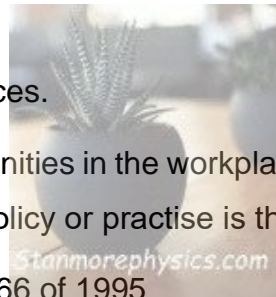 ces.
nities in the workpla
olicy or practise is th
Stanmorephysics.com
66 of 1995